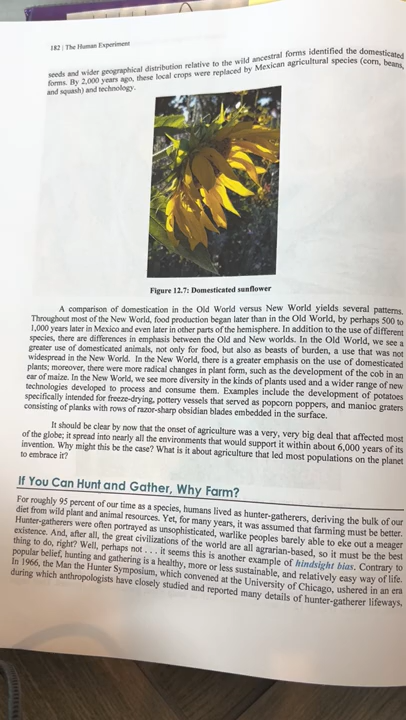 182 | The Human Experiment
seeds and wider geographical distribution relative to the wild ancestral forms identified the domesticated
forms. By 2,000 years ago, these local crops were replaced by Mexican agricultural species (corn, beans,
and squash) and technology.
Figure 12.7: Domesticated sunflower
A comparison of domestication in the Old World versus New World yields several patterns.
Throughout most of the New World, food production began later than in the Old World, by perhaps 500 to
1,000 years later in Mexico and even later in other parts of the hemisphere. In addition to the use of different
species, there are differences in emphasis between the Old and New worlds. In the Old World, we see a
greater use of domesticated animals, not only for food, but also as beasts of burden, a use that was not
widespread in the New World. In the New World, there is a greater emphasis on the use of domesticated
plants; moreover, there were more radical changes in plant form, such as the development of the cob in an
ear of maize. In the New World, we see more diversity in the kinds of plants used and a wider range of new
technologies developed to process and consume them. Examples include the development of potatoes
specifically intended for freeze-drying, pottery vessels that served as popcorn poppers, and manioc graters
consisting of planks with rows of razor-sharp obsidian blades embedded in the surface.
It should be clear by now that the onset of agriculture was a very, very big deal that affected most
of the globe; it spread into nearly all the environments that would support it within about 6,000 years of its
invention. Why might this be the case? What is it about agriculture that led most populations on the planet
to embrace it?
If You Can Hunt and Gather, Why Farm?
For roughly 95 percent of our time as a species, humans lived as hunter-gatherers, deriving the bulk of our
diet from wild plant and animal resources. Yet, for many years, it was assumed that farming must be better.
Hunter-gatherers were often portrayed as unsophisticated, warlike peoples barely able to eke out a meager
existence. And, after all, the great civilizations of the world are all agrarian-based, so it must be the best
thing to do, right? Well, perhaps not . . . it seems this is another example of hindsight bias. Contrary to
popular belief, hunting and gathering is a healthy, more or less sustainable, and relatively easy way of life.
In 1966, the Man the Hunter Symposium, which convened at the University of Chicago, ushered in an era
during which anthropologists have closely studied and reported many details of hunter-gatherer lifeways,